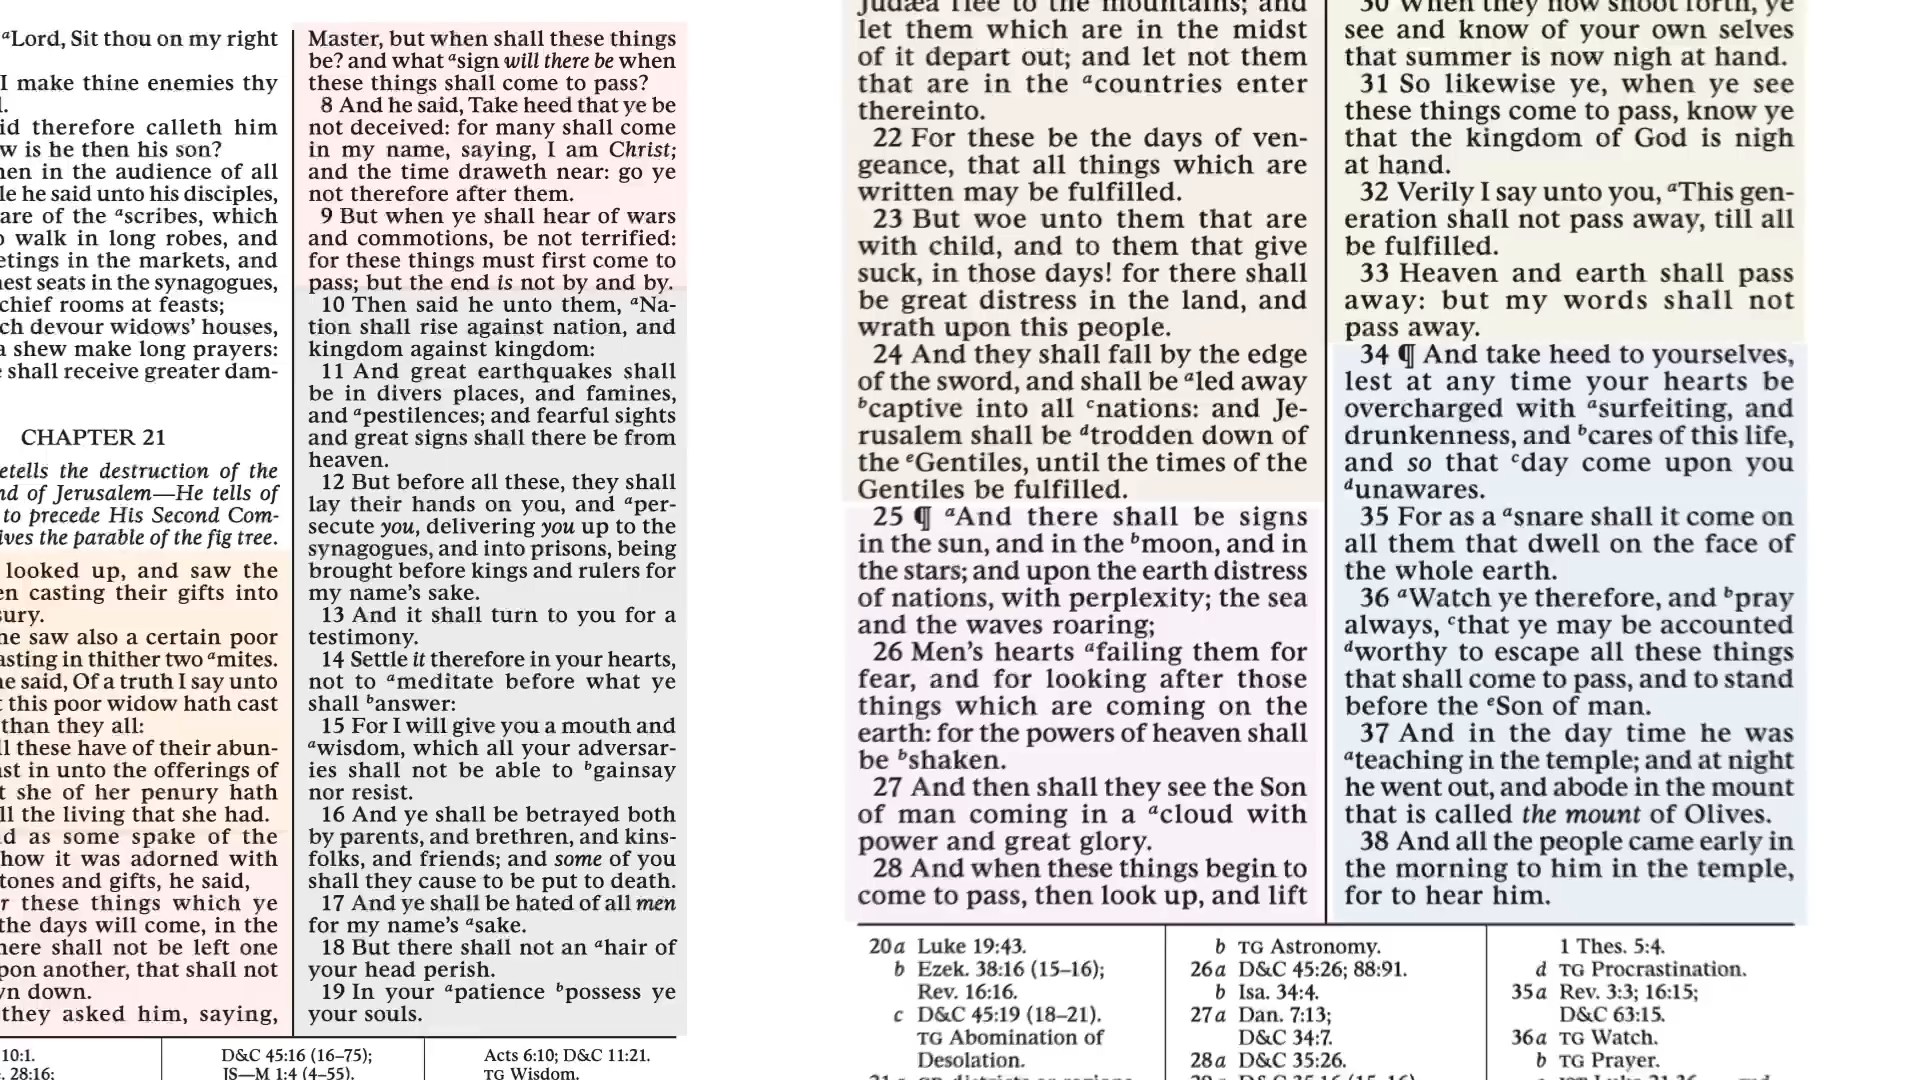 aLord, Sit thou on my right
I make thine enemies thy
therefore calleth him
is he then his son?
in the audience of all
he said unto his disciples,
of the ascribes, which
walk in long robes, and
in the markets, and
seats in the synagogues,
chief rooms at feasts;
devour widows’ houses,
a shew make long prayers:
shall receive greater dam-
CHAPTER 21
the destruction of the
of Jerusalem—He tells of
to precede His Second Com-
the parable of the fig tree.
looked up, and saw the
casting their gifts into
saw also a certain poor
in thither two amites.
said, Of a truth I say unto
this poor widow hath cast
than they all:
these have of their abun-
in unto the offerings of
she of her penury hath
the living that she had.
as some spake of the
how it was adorned with
and gifts, he said,
these things which ye
the days will come, in the
shall not be left one
another, that shall not
down.
they asked him, saying,
Master, but when shall these things
be? and what asign will there be when
these things shall come to pass?
8 And he said, Take heed that ye be
not deceived: for many shall come
in my name, saying, I am Christ;
and the time draweth near: go ye
not therefore after them.
9 But when ye shall hear of wars
and commotions, be not terrified:
for these things must first come to
pass; but the end is not by and by.
10 Then said he unto them, aNa-
tion shall rise against nation, and
kingdom against kingdom:
11 And great earthquakes shall
be in divers places, and famines,
and apestilences; and fearful sights
and great signs shall there be from
heaven.
12 But before all these, they shall
lay their hands on you, and aper-
secute you, delivering you up to the
synagogues, and into prisons, being
brought before kings and rulers for
my name’s sake.
13 And it shall turn to you for a
testimony.
14 Settle it therefore in your hearts,
not to ameditate before what ye
shall banswer:
15 For I will give you a mouth and
awisdom, which all your adversar-
ies shall not be able to bgainsay
nor resist.
16 And ye shall be betrayed both
by parents, and brethren, and kins-
folks, and friends; and some of you
shall they cause to be put to death.
17 And ye shall be hated of all men
for my name’s asake.
18 But there shall not an ahair of
your head perish.
19 In your apatience bpossess ye
your souls.
10:1.
28:16;
D&C 45:16 (16–75);
JS—M 1:4 (4–55).
Acts 6:10; D&C 11:21.
TG Wisdom.
Judæa flee to the mountains; and
let them which are in the midst
of it depart out; and let not them
that are in the acountries enter
thereinto.
22 For these be the days of ven-
geance, that all things which are
written may be fulfilled.
23 But woe unto them that are
with child, and to them that give
suck, in those days! for there shall
be great distress in the land, and
wrath upon this people.
24 And they shall fall by the edge
of the sword, and shall be aled away
bcaptive into all cnations: and Je-
rusalem shall be dtrodden down of
the eGentiles, until the times of the
Gentiles be fulfilled.
25 ¶ aAnd there shall be signs
in the sun, and in the bmoon, and in
the stars; and upon the earth distress
of nations, with perplexity; the sea
and the waves roaring;
26 Men’s hearts afailing them for
fear, and for looking after those
things which are coming on the
earth: for the powers of heaven shall
be bshaken.
27 And then shall they see the Son
of man coming in a acloud with
power and great glory.
28 And when these things begin to
come to pass, then look up, and lift
30 When they now shoot forth, ye
see and know of your own selves
that summer is now nigh at hand.
31 So likewise ye, when ye see
these things come to pass, know ye
that the kingdom of God is nigh
at hand.
32 Verily I say unto you, aThis gen-
eration shall not pass away, till all
be fulfilled.
33 Heaven and earth shall pass
away: but my words shall not
pass away.
34 ¶ And take heed to yourselves,
lest at any time your hearts be
overcharged with asurfeiting, and
drunkenness, and bcares of this life,
and so that cday come upon you
dunawares.
35 For as a asnare shall it come on
all them that dwell on the face of
the whole earth.
36 aWatch ye therefore, and bpray
always, cthat ye may be accounted
dworthy to escape all these things
that shall come to pass, and to stand
before the eSon of man.
37 And in the day time he was
ateaching in the temple; and at night
he went out, and abode in the mount
that is called the mount of Olives.
38 And all the people came early in
the morning to him in the temple,
for to hear him.
20a Luke 19:43.
b Ezek. 38:16 (15–16);
Rev. 16:16.
c D&C 45:19 (18–21).
TG Abomination of
Desolation.
b TG Astronomy.
26a D&C 45:26; 88:91.
b Isa. 34:4.
27a Dan. 7:13;
D&C 34:7.
28a D&C 35:26.
1 Thes. 5:4.
d TG Procrastination.
35a Rev. 3:3; 16:15;
D&C 63:15.
36a TG Watch.
b TG Prayer.